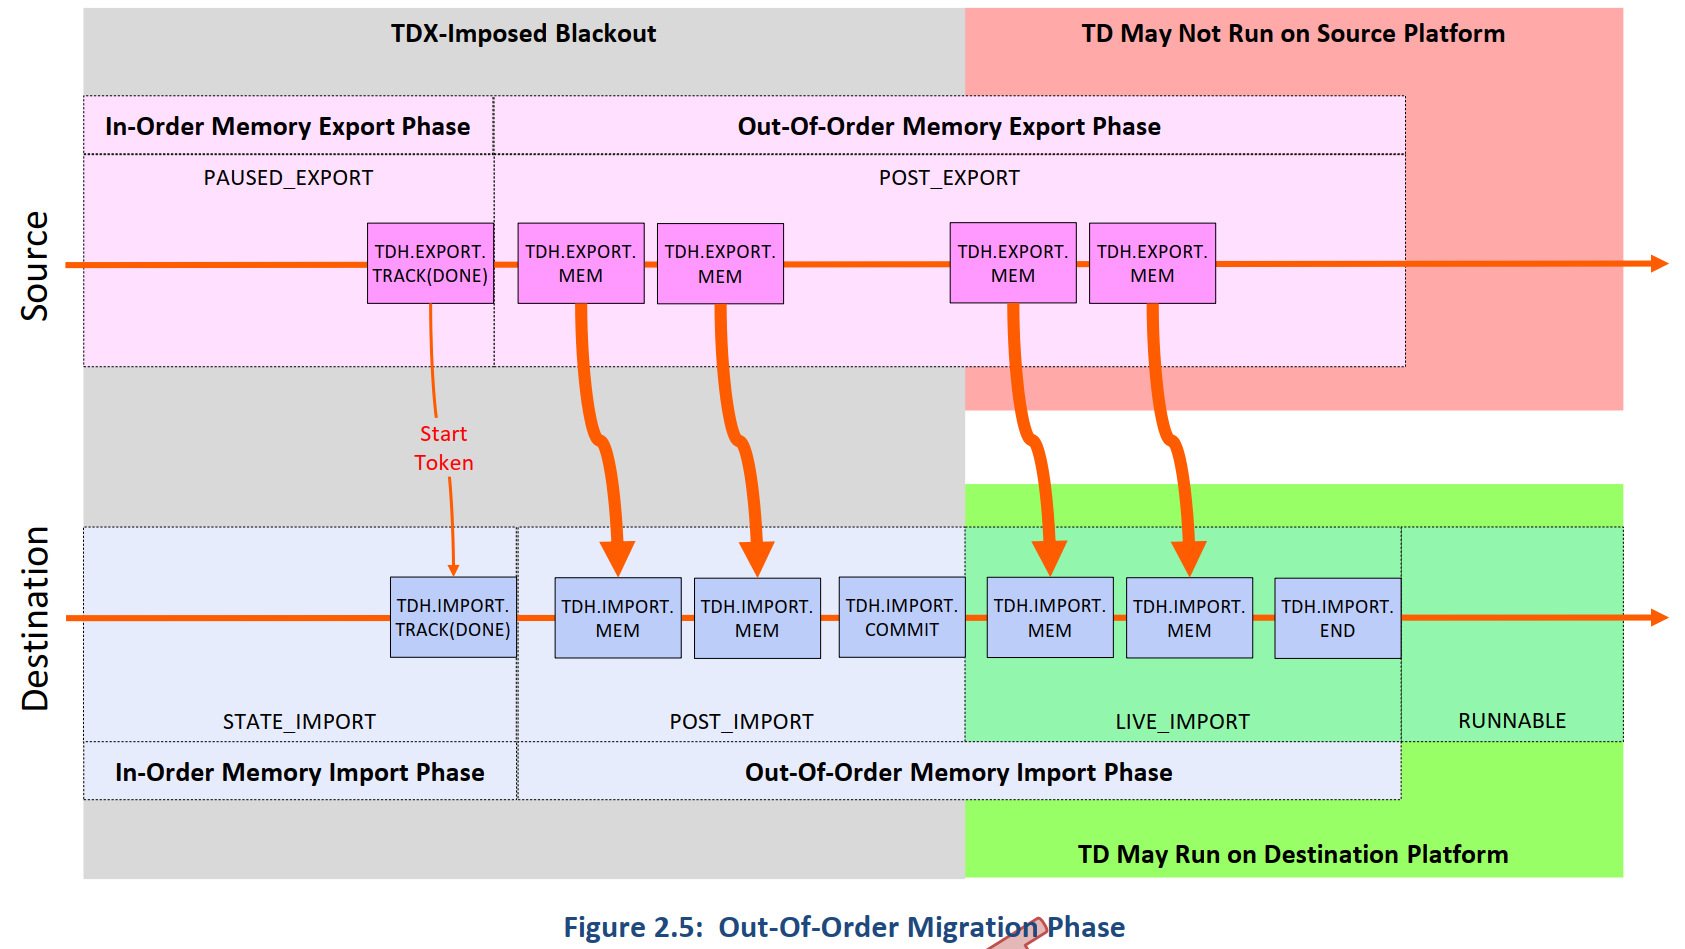 TDX-Imposed Blackout
TD May Not Run on Source Platform
In-Order Memory Export Phase
Out-Of-Order Memory Export Phase
PAUSED_EXPORT
POST_EXPORT
Source
TDH.EXPORT.
TRACK(DONE)
TDH.EXPORT.
MEM
TDH.EXPORT.
MEM
TDH.EXPORT.
MEM
TDH.EXPORT.
MEM
Start
Token
Destination
TDH.IMPORT.
TRACK(DONE)
TDH.IMPORT.
MEM
TDH.IMPORT.
MEM
TDH.IMPORT.
COMMIT
TDH.IMPORT.
MEM
TDH.IMPORT.
MEM
TDH.IMPORT.
END
STATE_IMPORT
POST_IMPORT
LIVE_IMPORT
RUNNABLE
In-Order Memory Import Phase
Out-Of-Order Memory Import Phase
TD May Run on Destination Platform
Figure 2.5: Out-Of-Order Migration Phase